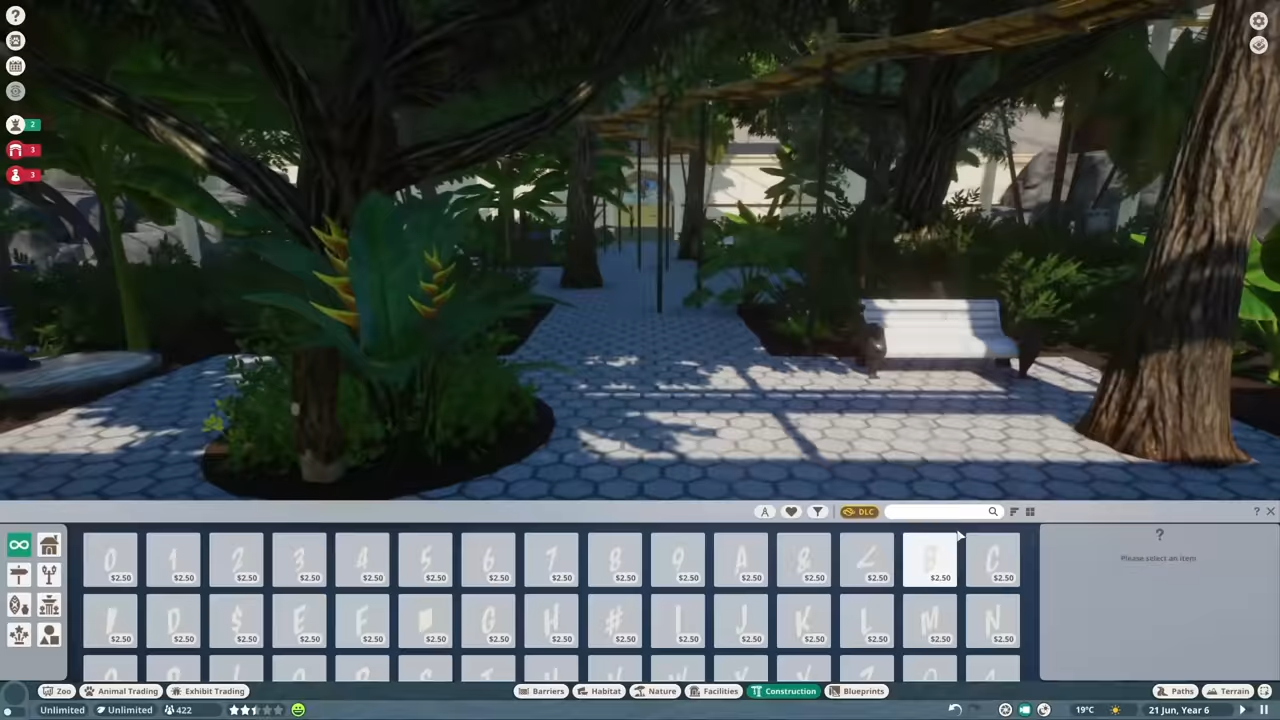 ?
2
3
3
DLC
? ×
0 $2.50 1 $2.50 2 $2.50 3 $2.50 4 $2.50 5 $2.50 6 $2.50 7 $2.50 8 $2.50 9 $2.50 A $2.50 & $2.50 $2.50 B $2.50 C $2.50
?
Please select an item
! $2.50 D $2.50 $ $2.50 E $2.50 F $2.50 $2.50 G $2.50 H $2.50 # $2.50 I $2.50 J $2.50 K $2.50 L $2.50 M $2.50 N $2.50
Zoo Animal Trading Exhibit Trading Barriers Habitat Nature Facilities Construction Blueprints Paths Terrain
Unlimited Unlimited 422 19°C 21 Jun, Year 6